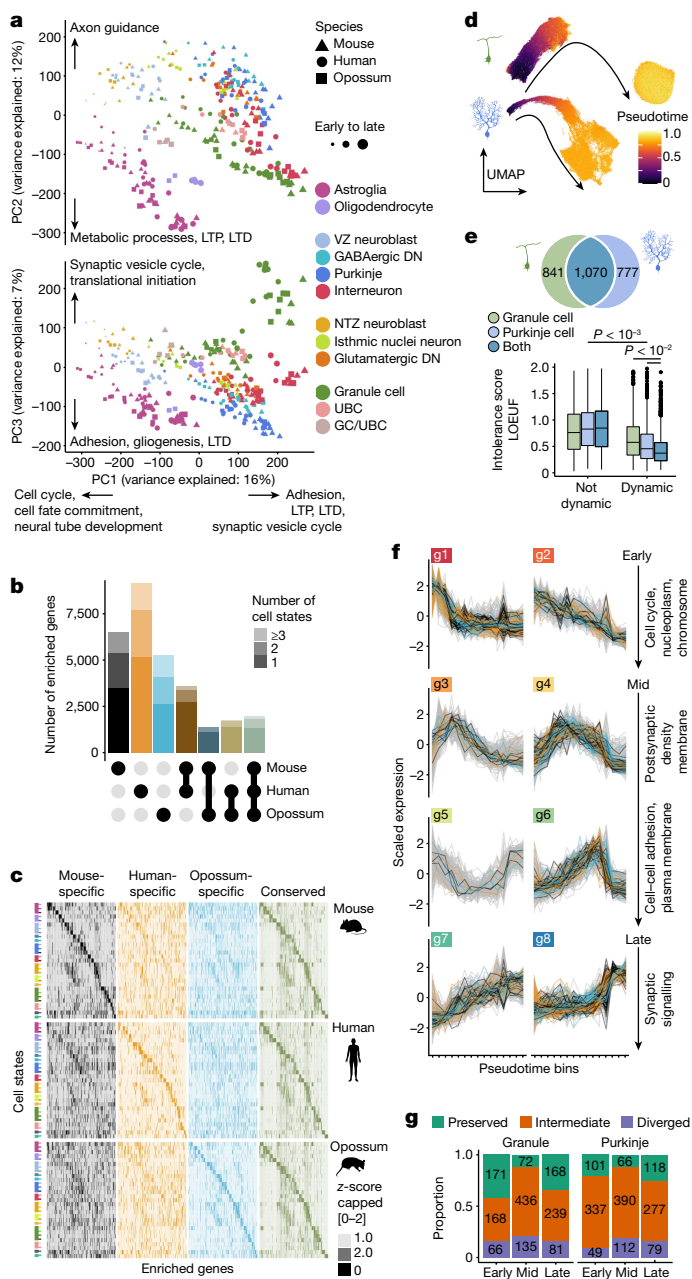 a
Axon guidance
200
100
0
−100
−200
−300
PC2 (variance explained: 12%)
Metabolic processes, LTP, LTD
Species
Mouse
Human
Opossum
Early to late
Astroglia
Oligodendrocyte
VZ neuroblast
GABAergic DN
Purkinje
Interneuron
NTZ neuroblast
Isthmic nuclei neuron
Glutamatergic DN
Granule cell
UBC
GC/UBC
Synaptic vesicle cycle,
translational initiation
200
100
0
−100
−200
PC3 (variance explained: 7%)
Adhesion, gliogenesis, LTD
−300 −200 −100 0 100 200
PC1 (variance explained: 16%)
Cell cycle,
cell fate commitment,
neural tube development
Adhesion,
LTP, LTD,
synaptic vesicle cycle
b
Number of enriched genes
7,500
5,000
2,500
0
Number of
cell states
≥3
2
1
Mouse
Human
Opossum
c
Mouse-
specific
Human-
specific
Opossum-
specific
Conserved
Mouse
Human
Opossum
Cell states
Enriched genes
z-score
capped
[0–2]
1.0
2.0
0
d
UMAP
Pseudotime
1.0
0.5
0
e
841
1,070
777
Granule cell
Purkinje cell
Both
P < 10−3
P < 10−2
Intolerance score
LOEUF
2.0
1.5
1.0
0.5
0
Not
dynamic
Dynamic
f
g1
g2
g3
g4
g5
g6
g7
g8
2
0
−2
2
0
−2
2
0
−2
2
0
−2
Scaled expression
Pseudotime bins
Early
Cell cycle,
nucleoplasm,
chromosome
Mid
Postsynaptic
density
membrane
Cell–cell adhesion,
plasma membrane
Late
Synaptic
signalling
g
Preserved
Intermediate
Diverged
Granule
Purkinje
Proportion
1.0
0.5
0
171 72 168 101 66 118
168 436 239 337 390 277
66 135 81 49 112 79
Early Mid Late Early Mid Late